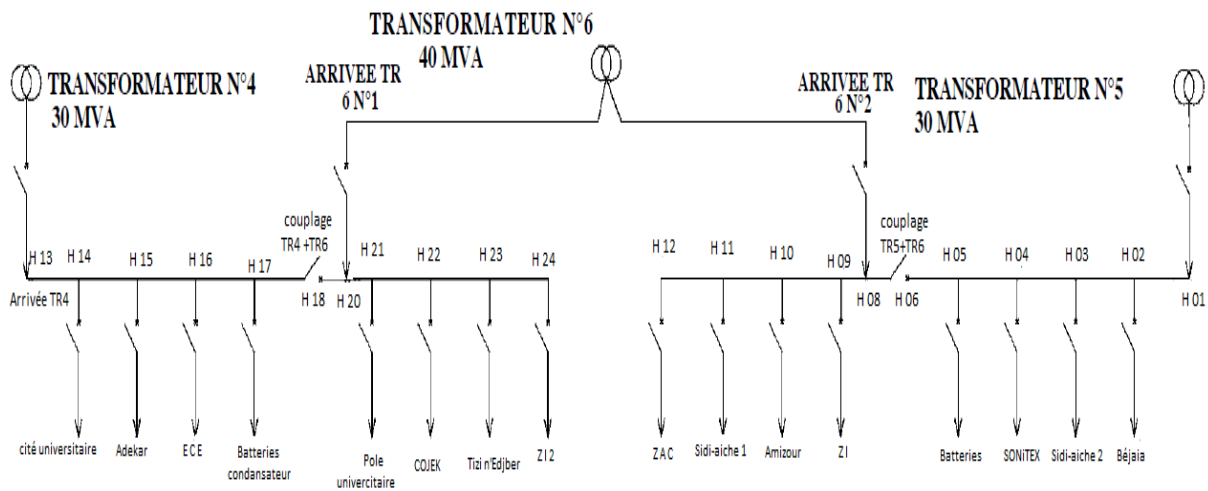 TRANSFORMATEUR N°6
40 MVA
TRANSFORMATEUR N°4
30 MVA
ARRIVEE TR
6 N°1
ARRIVEE TR
6 N°2
TRANSFORMATEUR N°5
30 MVA
couplage
TR4 +TR6
couplage
TR5+TR6
H 13
H 14
H 15
H 16
H 17
H 18
H 20
H 21
H 22
H 23
H 24
H 12
H 11
H 10
H 09
H 08
H 06
H 05
H 04
H 03
H 02
H 01
Arrivée TR4
cité universitaire
Adekar
E C E
Batteries
condansateur
Pole
univercitaire
COJEK
Tizi n'Edjber
Z I 2
Z A C
Sidi-aiche 1
Amizour
Z I
Batteries
SONiTEX
Sidi-aiche 2
Béjaia